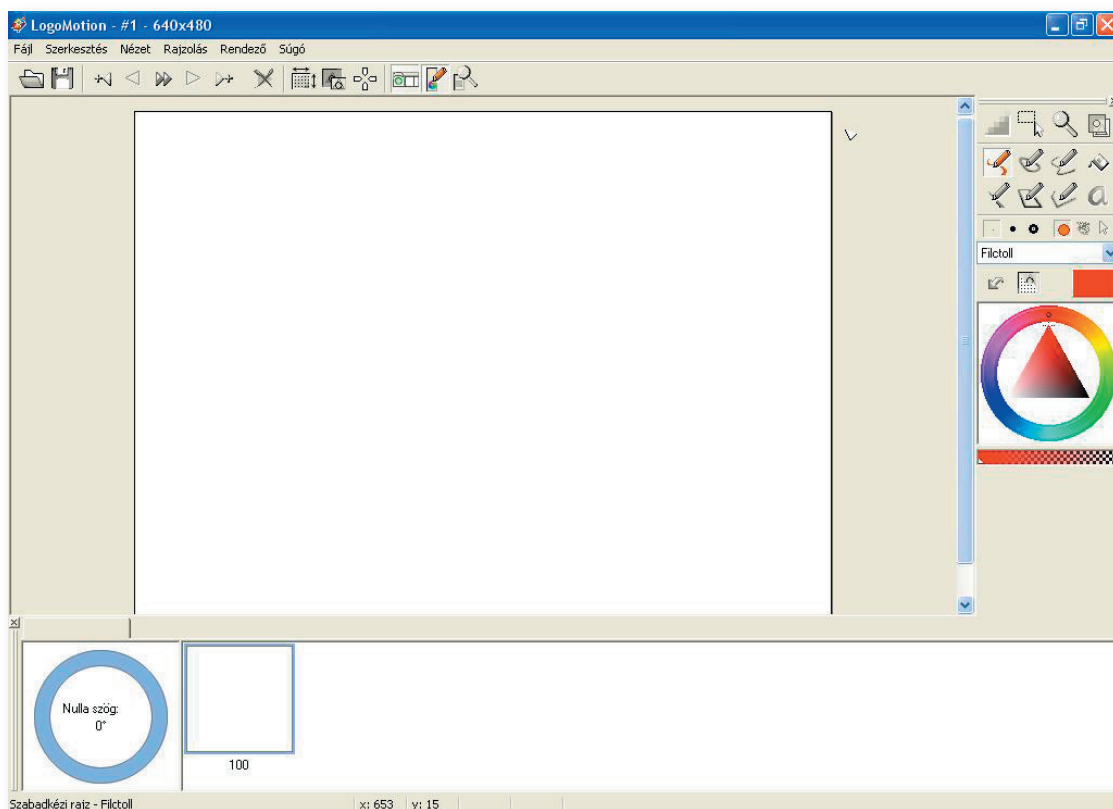 LogoMotion - #1 - 640x480
Fájl Szerkesztés Nézet Rajzolás Rendező Súgó
Filctoll
Nulla szög:
0°
100
Szabadkézi rajz - Filctoll x: 653 y: 15